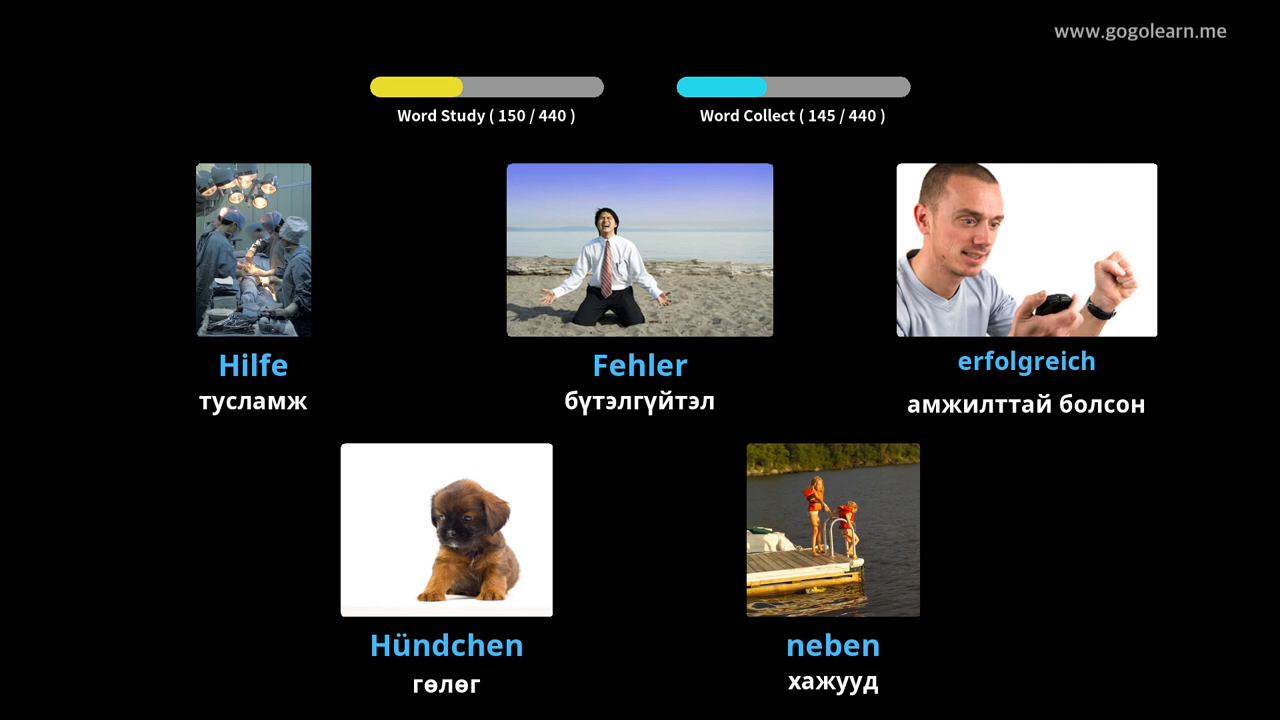 www.gogolearn.me
Word Study ( 150 / 440 )
Word Collect ( 145 / 440 )
Hilfe
тусламж
Fehler
бүтэлгүйтэл
erfolgreich
амжилттай болсон
Hündchen
гөлөг
neben
хажууд